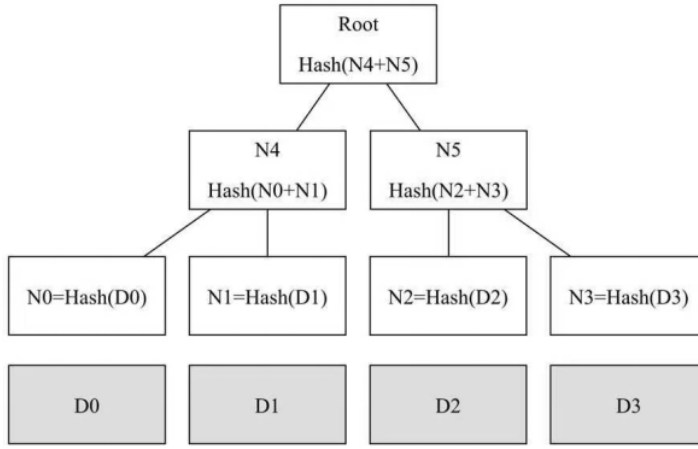 Root
Hash(N4+N5)
N4
Hash(N0+N1)
N5
Hash(N2+N3)
N0=Hash(D0)
N1=Hash(D1)
N2=Hash(D2)
N3=Hash(D3)
D0
D1
D2
D3